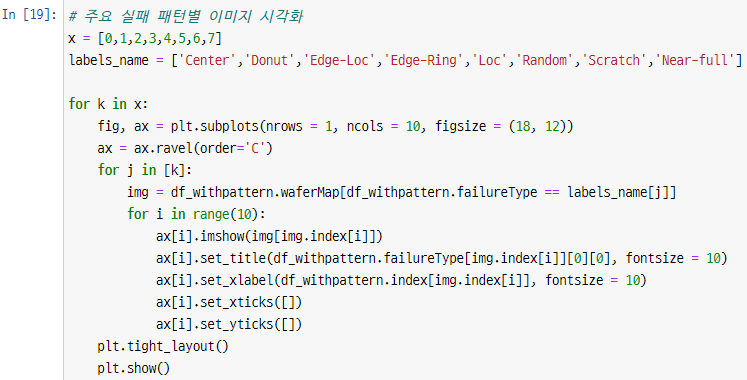 In [19]: # 주요 실패 패턴별 이미지 시각화
x = [0,1,2,3,4,5,6,7]
labels_name = ['Center','Donut','Edge-Loc','Edge-Ring','Loc','Random','Scratch','Near-full']

for k in x:
    fig, ax = plt.subplots(nrows = 1, ncols = 10, figsize = (18, 12))
    ax = ax.ravel(order='C')
    for j in [k]:
        img = df_withpattern.waferMap[df_withpattern.failureType == labels_name[j]]
        for i in range(10):
            ax[i].imshow(img[img.index[i]])
            ax[i].set_title(df_withpattern.failureType[img.index[i]][0][0], fontsize = 10)
            ax[i].set_xlabel(df_withpattern.index[img.index[i]], fontsize = 10)
            ax[i].set_xticks([])
            ax[i].set_yticks([])
    plt.tight_layout()
    plt.show()